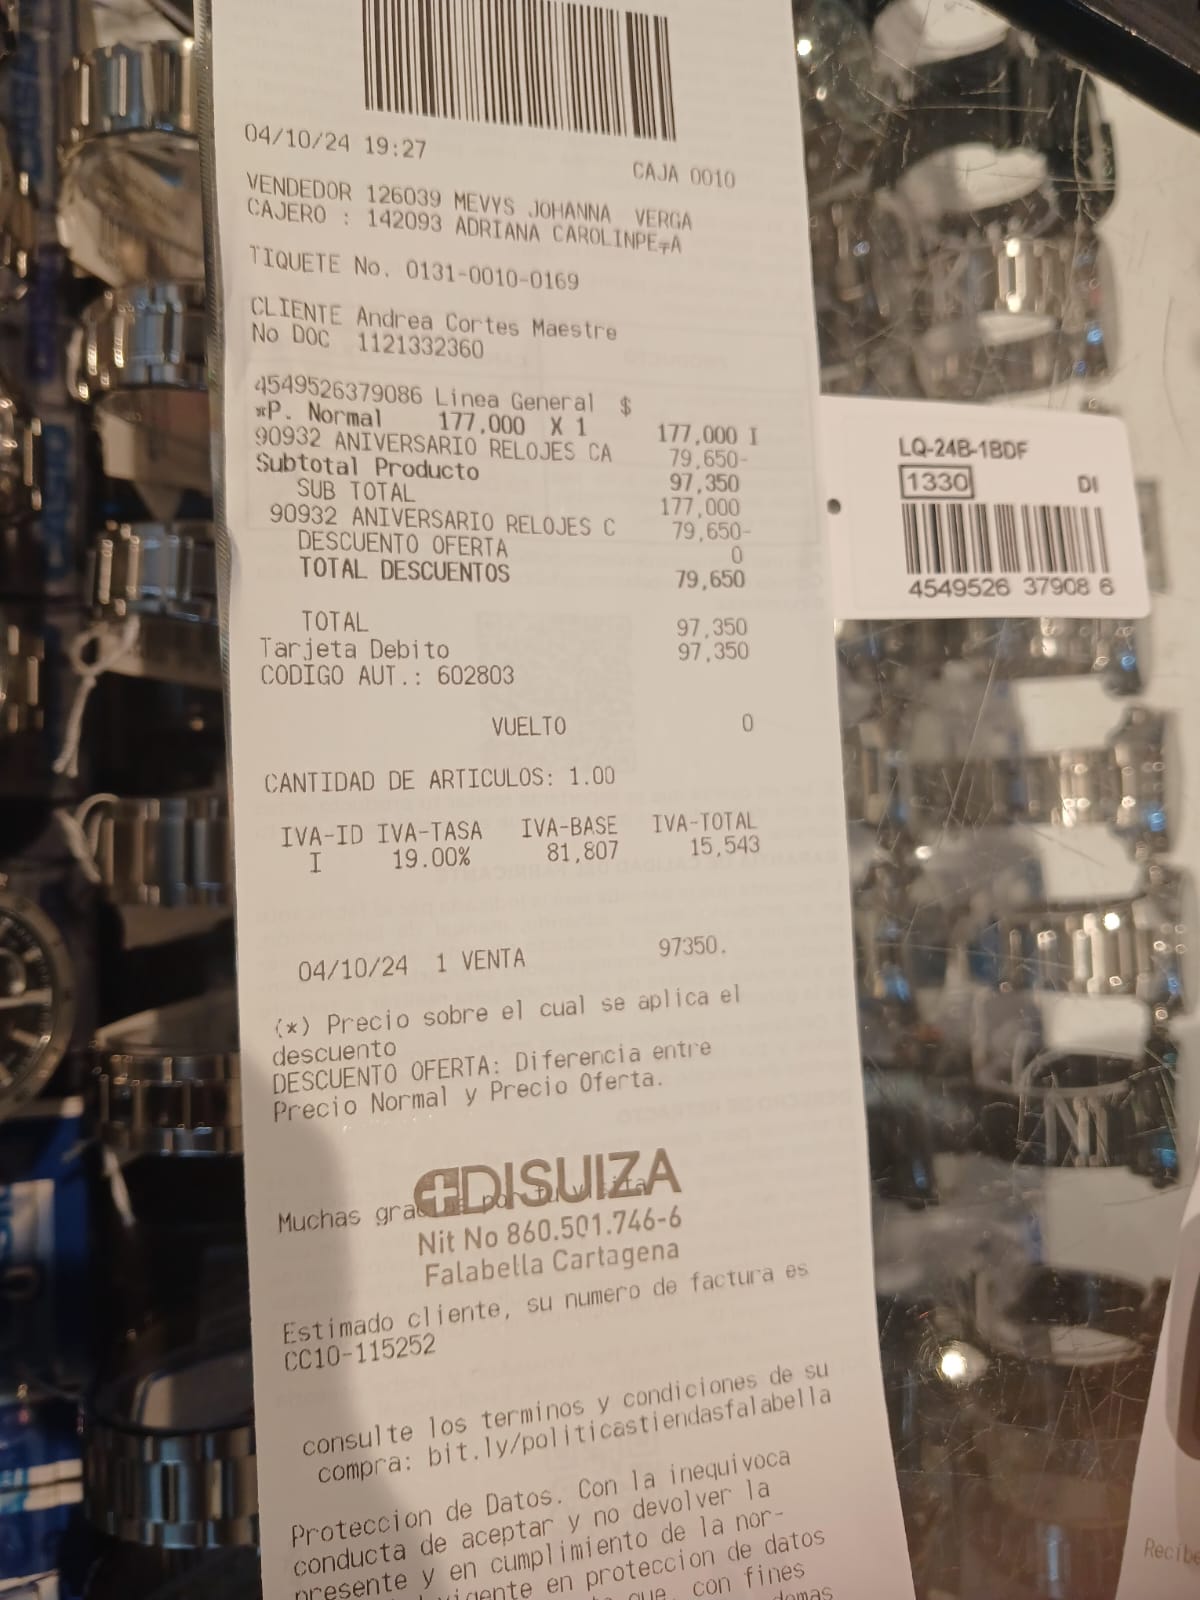 04/10/24 19:27
CAJA 0010
VENDEDOR 126039 MEVYS JOHANNA VERGA
CAJERO : 142093 ADRIANA CAROLINPE╤A
TIQUETE No. 0131-0010-0169
CLIENTE Andrea Cortes Maestre
No DOC 1121332360
4549526379086 Linea General $
*P. Normal 177,000 X 1 177,000 I
90932 ANIVERSARIO RELOJES CA 79,650-
Subtotal Producto 97,350
SUB TOTAL 177,000
90932 ANIVERSARIO RELOJES C 79,650-
DESCUENTO OFERTA 0
TOTAL DESCUENTOS 79,650
TOTAL 97,350
Tarjeta Debito 97,350
CODIGO AUT.: 602803
VUELTO 0
CANTIDAD DE ARTICULOS: 1.00
IVA-ID IVA-TASA IVA-BASE IVA-TOTAL
I 19.00% 81,807 15,543
04/10/24 1 VENTA 97350.
(*) Precio sobre el cual se aplica el
descuento
DESCUENTO OFERTA: Diferencia entre
Precio Normal y Precio Oferta.
DISUIZA
Muchas gracias por tu visita
Nit No 860.501.746-6
Falabella Cartagena
Estimado cliente, su numero de factura es
CC10-115252
consulte los terminos y condiciones de su
compra: bit.ly/politicastiendasfalabella
Proteccion de Datos. Con la inequivoca
conducta de aceptar y no devolver la
presente y en cumplimiento de la nor-
vigente en proteccion de datos
que, con fines
demas
LQ-24B-1BDF
1330 DI
4549526 37908 6
Recibe